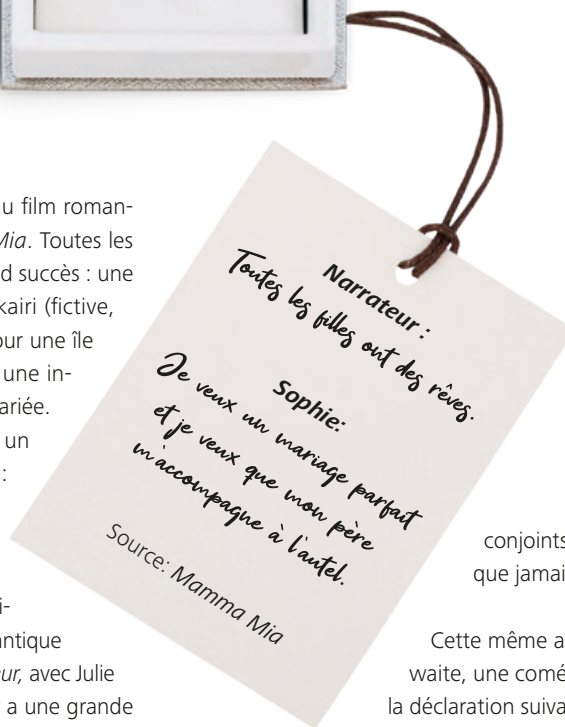 u film roman-
Mia. Toutes les
d succès : une
kairi (fictive,
our une île
une in-
ariée.
un
:
i-
antique
eur, avec Julie
a une grande
Narrateur :
Toutes les filles ont des rêves.
Sophie:
Je veux un mariage parfait
et je veux que mon père
m'accompagne à l'autel.
Source: Mamma Mia
conjoints
que jamai
Cette même a
waite, une comé
la déclaration suiva